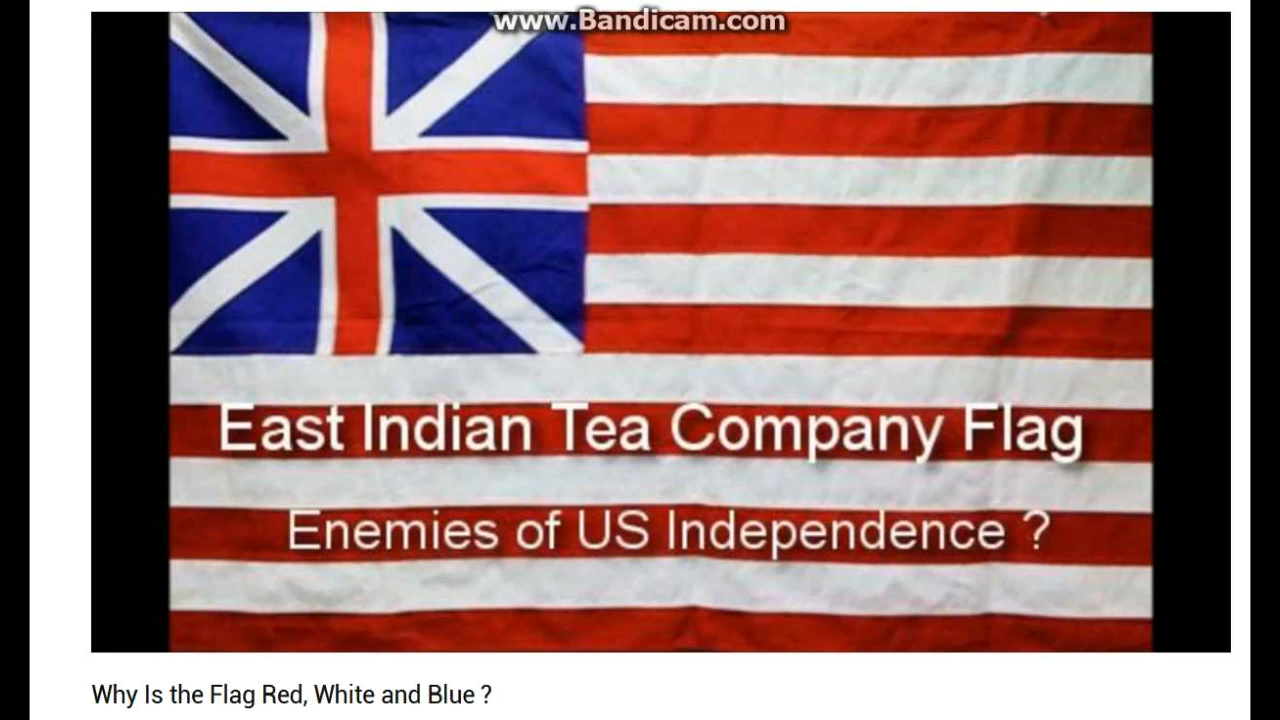 www.Bandicam.com
East Indian Tea Company Flag
Enemies of US Independence ?
Why Is the Flag Red, White and Blue ?